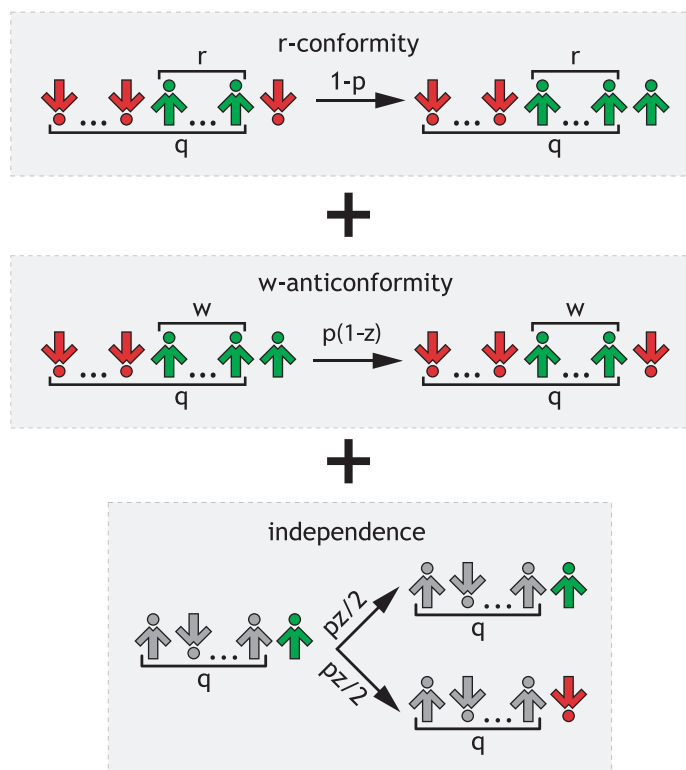 r-conformity
r
1-p
r
...
...
...
...
q
q
+
w-anticonformity
w
p(1-z)
w
...
...
...
...
q
q
+
independence
pz/2
...
q
...
q
pz/2
...
q